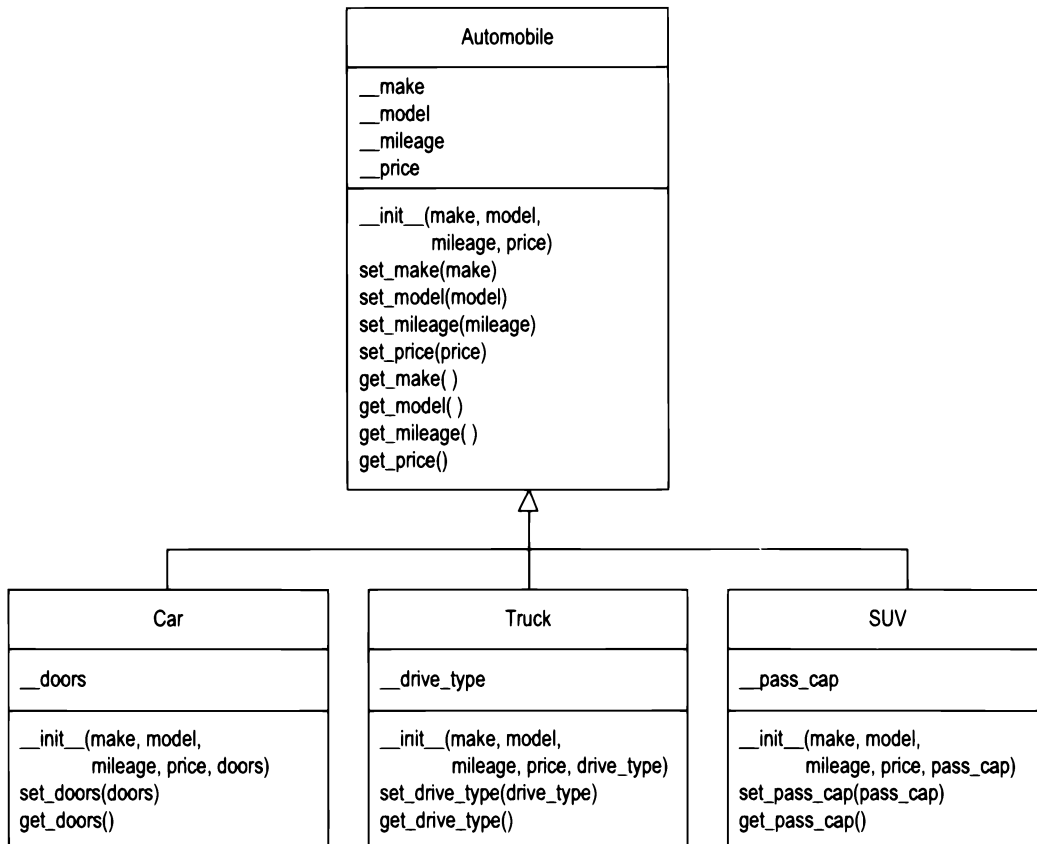 Automobile
__make
__model
__mileage
__price
__init__(make, model,
mileage, price)
set_make(make)
set_model(model)
set_mileage(mileage)
set_price(price)
get_make( )
get_model( )
get_mileage( )
get_price()
Car
__doors
__init__(make, model,
mileage, price, doors)
set_doors(doors)
get_doors()
Truck
__drive_type
__init__(make, model,
mileage, price, drive_type)
set_drive_type(drive_type)
get_drive_type()
SUV
__pass_cap
__init__(make, model,
mileage, price, pass_cap)
set_pass_cap(pass_cap)
get_pass_cap()